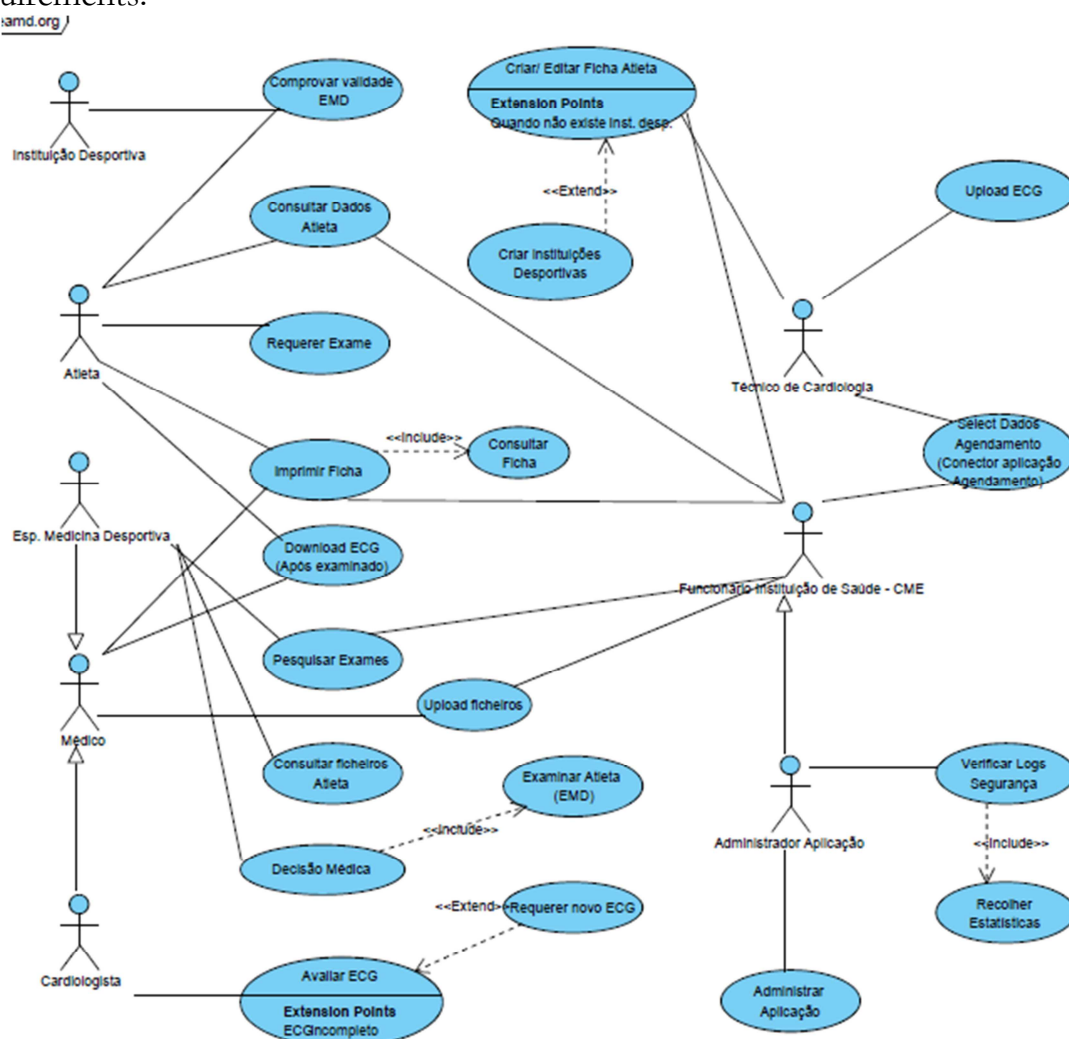 uirements.
eamd.org
Instituição Desportiva
Comprovar validade
EMD
Criar/ Editar Ficha Atleta
Extension Points
Quando não existe Inst. desp.
<<Extend>>
Criar Instituições
Desportivas
Upload ECG
Consultar Dados
Atleta
Atleta
Requerer Exame
Técnico de Cardiologia
Select Dados
Agendamento
(Conector aplicação
Agendamento)
Imprimir Ficha
<<Include>>
Consultar
Ficha
Esp. Medicina Desportiva
Download ECG
(Após examinado)
Funcionário Instituição de Saúde - CME
Pesquisar Exames
Upload ficheiros
Médico
Consultar ficheiros
Atleta
Examinar Atleta
(EMD)
<<Include>>
Decisão Médica
Administrador Aplicação
Verificar Logs
Segurança
<<Include>>
Recolher
Estatísticas
<<Extend>>
Requerer novo ECG
Cardiologista
Avaliar ECG
Extension Points
ECGIncompleto
Administrar
Aplicação